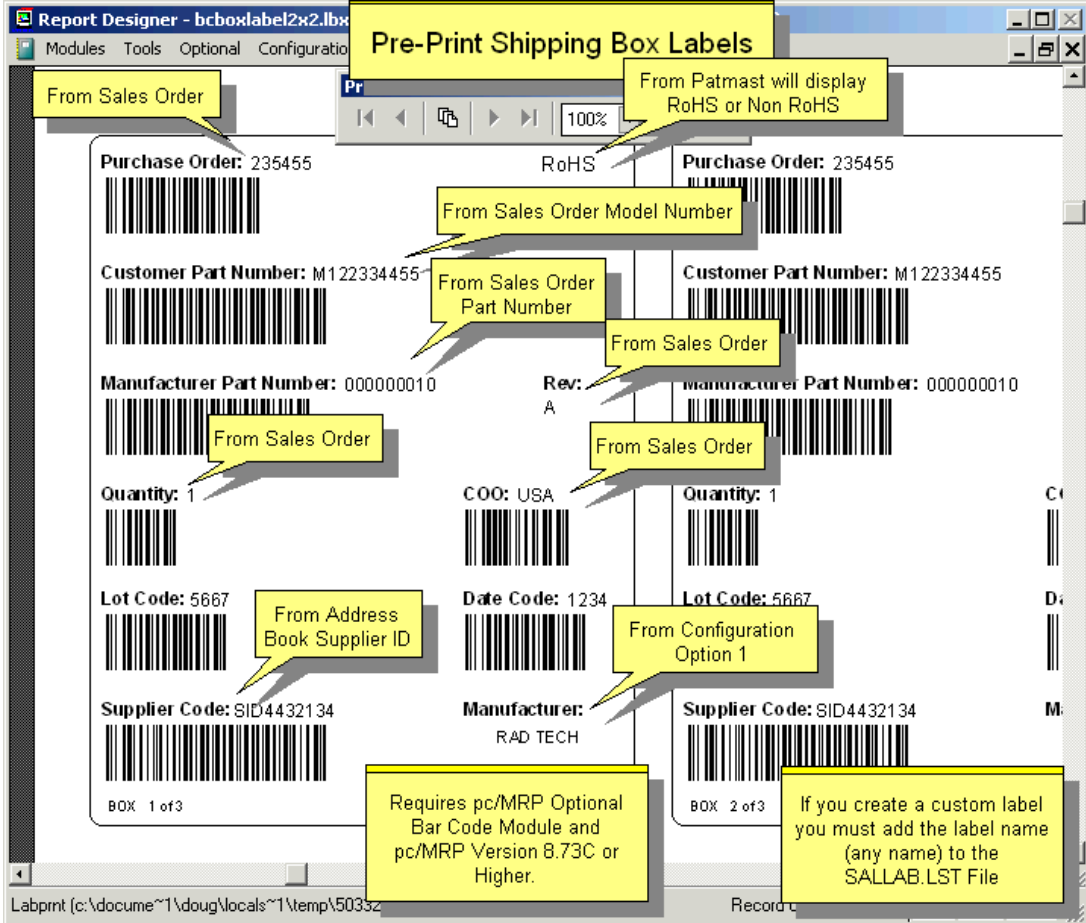 Report Designer - bcboxlabel2x2.lbx
Pre-Print Shipping Box Labels
Modules Tools Optional
From Sales Order
Pr
From Patmast will display
RoHS or Non RoHS
100%
Purchase Order: 235455
RoHS
Purchase Order: 235455
From Sales Order Model Number
Customer Part Number: M122334455
Customer Part Number: M122334455
From Sales Order
Part Number
From Sales Order
Manufacturer Part Number: 000000010
Rev:
A
Manufacturer Part Number: 000000010
From Sales Order
From Sales Order
Quantity: 1
COO: USA
Quantity: 1
Lot Code: 5667
Date Code: 1234
Lot Code: 5667
From Address
Book Supplier ID
From Configuration
Option 1
Supplier Code: SID4432134
Manufacturer:
RAD TECH
Supplier Code: SID4432134
BOX 1 of 3
BOX 2 of 3
Requires pc/MRP Optional
Bar Code Module and
pc/MRP Version 8.73C or
Higher.
If you create a custom label
you must add the label name
(any name) to the
SALLAB.LST File
Labprnt (c:\docume~1\doug\locals~1\temp\50332
Record